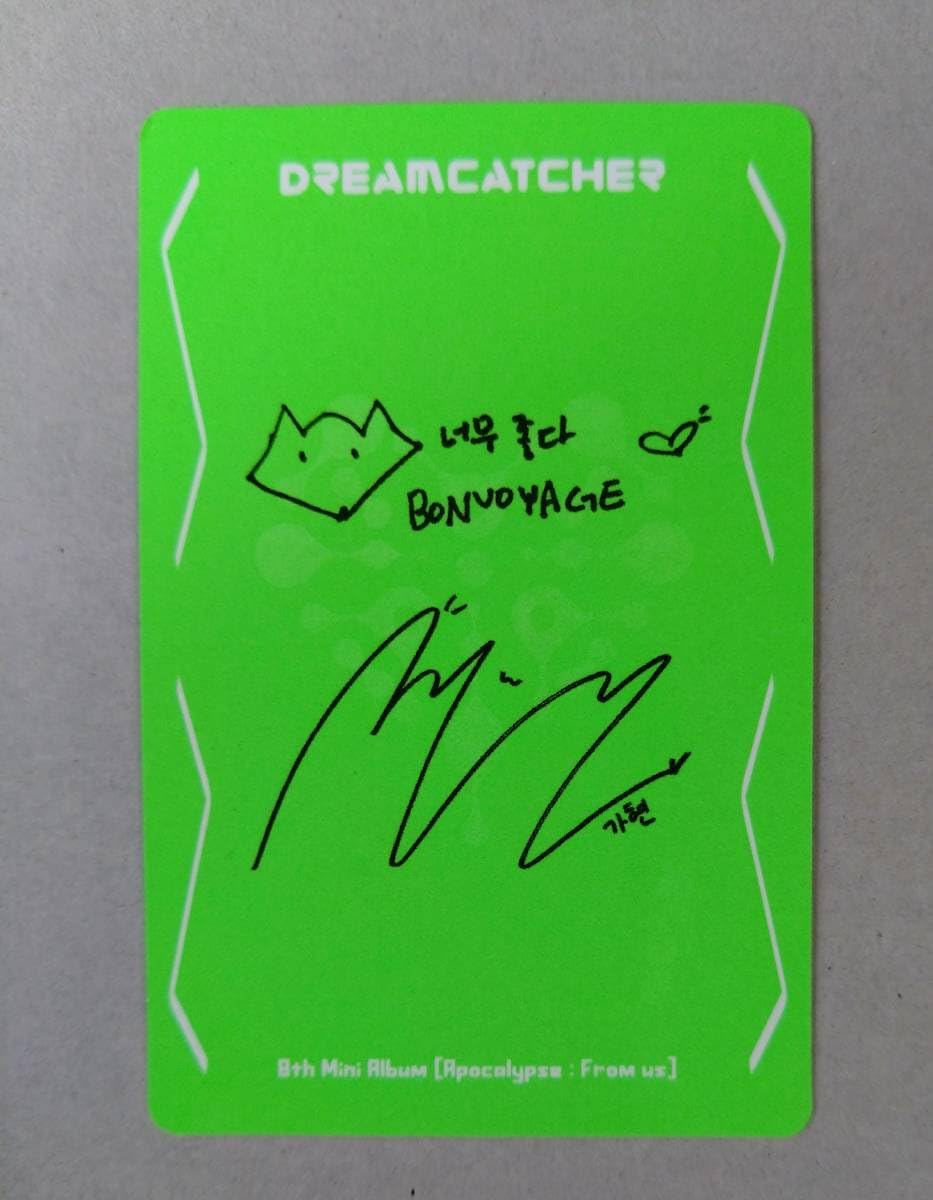 DREAMCATCHER
너무 좋다
BONVOYAGE
가현
8th Mini Album [Apocalypse : From us]